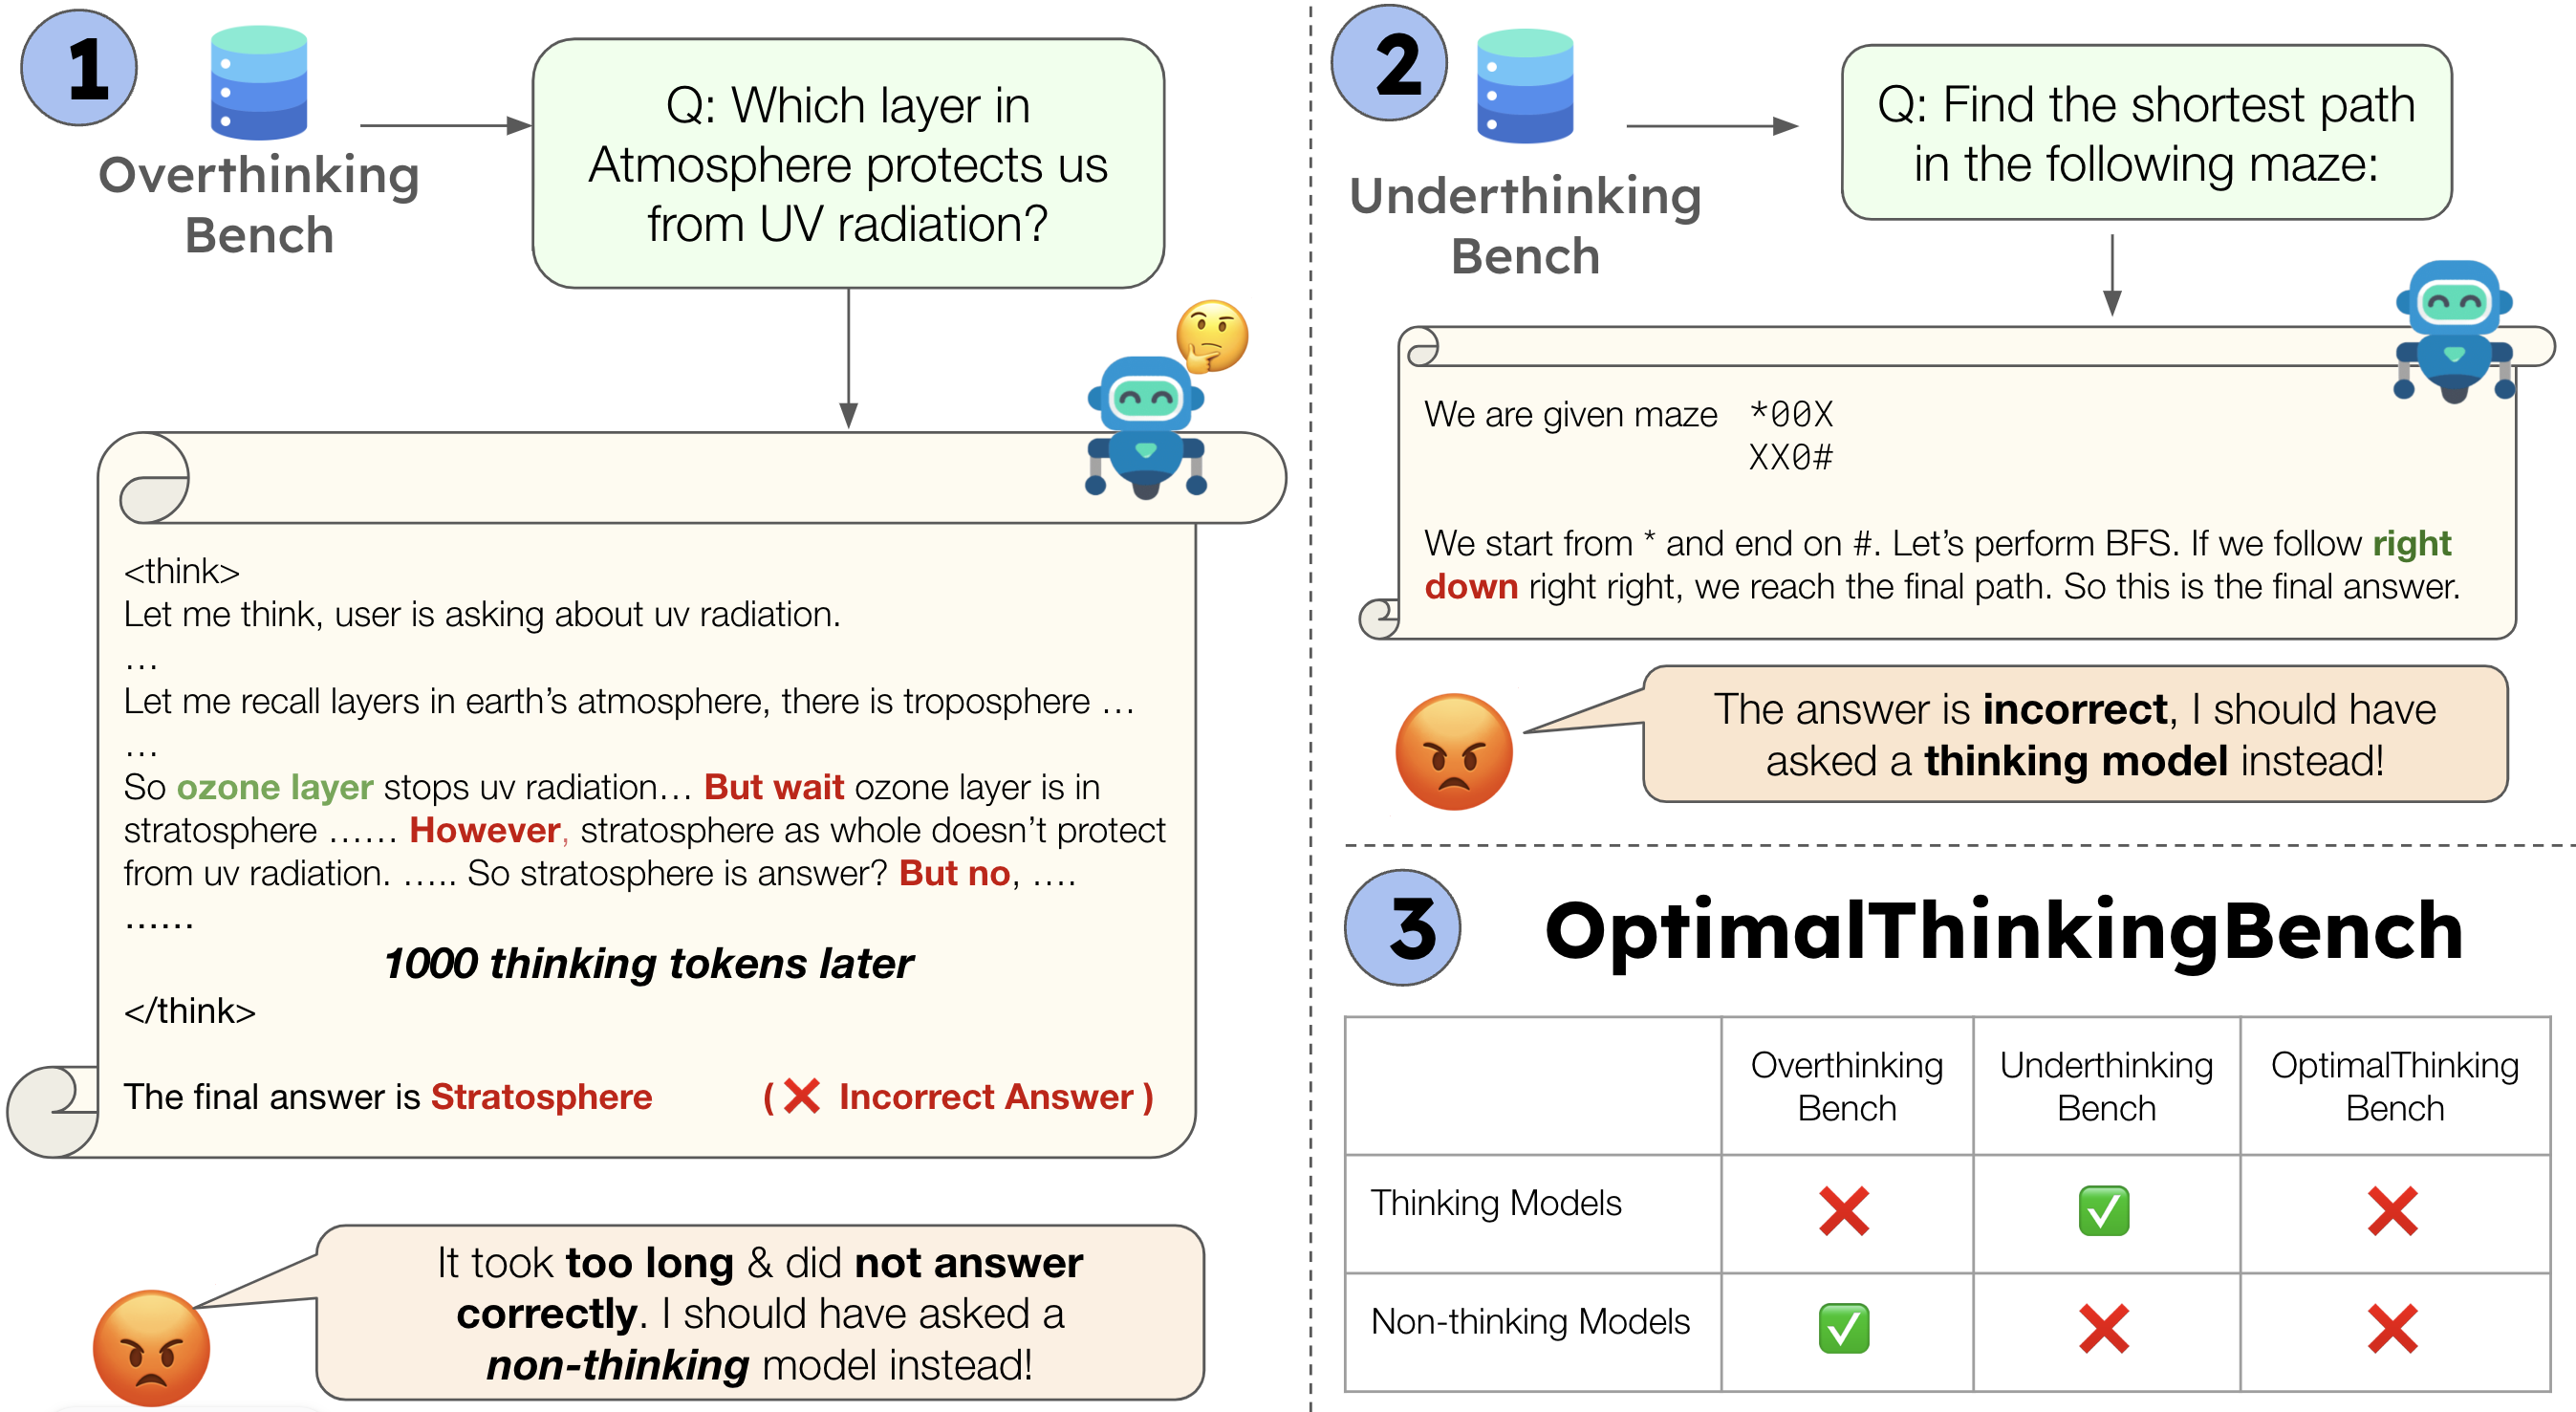 1
Overthinking
Bench
Q: Which layer in
Atmosphere protects us
from UV radiation?
<think>
Let me think, user is asking about uv radiation.
…
Let me recall layers in earth’s atmosphere, there is troposphere …
…
So ozone layer stops uv radiation… But wait ozone layer is in
stratosphere …… However, stratosphere as whole doesn’t protect
from uv radiation. ….. So stratosphere is answer? But no, ….
……
1000 thinking tokens later
</think>
The final answer is Stratosphere (❌ Incorrect Answer )
It took too long & did not answer
correctly. I should have asked a
non-thinking model instead!
2
Underthinking
Bench
Q: Find the shortest path
in the following maze:
We are given maze *00X
XX0#
We start from * and end on #. Let’s perform BFS. If we follow right
down right right, we reach the final path. So this is the final answer.
The answer is incorrect, I should have
asked a thinking model instead!
3
OptimalThinkingBench
Overthinking Bench Underthinking Bench OptimalThinking Bench
Thinking Models ❌ ✅ ❌
Non-thinking Models ✅ ❌ ❌